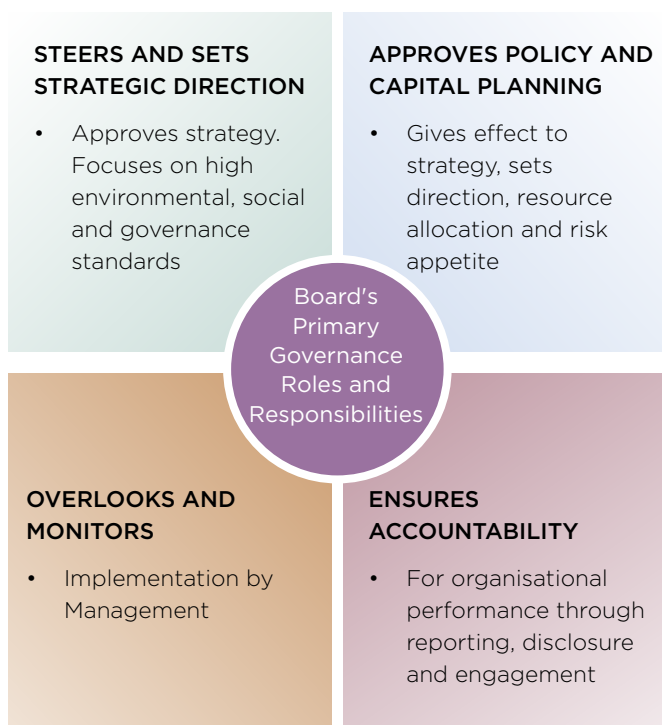 STEERS AND SETS
STRATEGIC DIRECTION
• Approves strategy.
Focuses on high
environmental, social
and governance
standards
APPROVES POLICY AND
CAPITAL PLANNING
• Gives effect to
strategy, sets
direction, resource
allocation and risk
appetite
Board's
Primary
Governance
Roles and
Responsibilities
OVERLOOKS AND
MONITORS
• Implementation by
Management
ENSURES
ACCOUNTABILITY
• For organisational
performance through
reporting, disclosure
and engagement